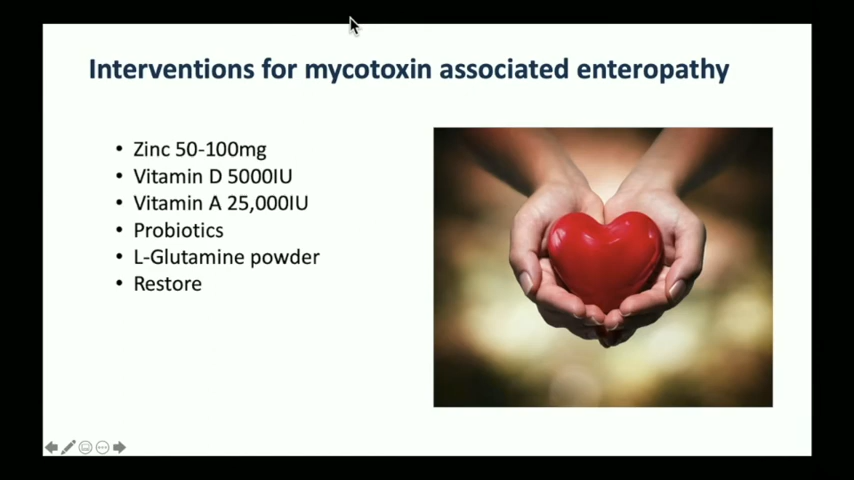 Interventions for mycotoxin associated enteropathy
• Zinc 50-100mg
• Vitamin D 5000IU
• Vitamin A 25,000IU
• Probiotics
• L-Glutamine powder
• Restore